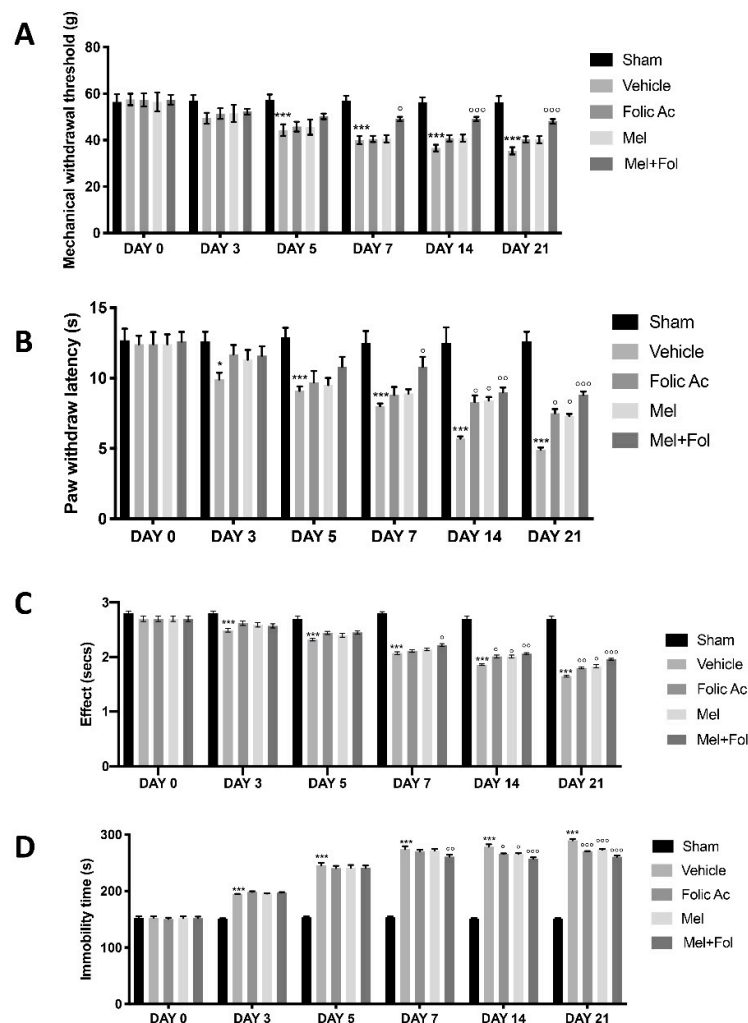 A
Mechanical withdrawal threshold (g)
80
60
40
20
0
***
***
○
***
○○○
***
○○○
DAY 0 DAY 3 DAY 5 DAY 7 DAY 14 DAY 21
Sham
Vehicle
Folic Ac
Mel
Mel+Fol
B
Paw withdraw latency (s)
15
10
5
0
*
***
***
○
***
○ ○ ○○
***
○ ○ ○○○
DAY 0 DAY 3 DAY 5 DAY 7 DAY 14 DAY 21
Sham
Vehicle
Folic Ac
Mel
Mel+Fol
C
Effect (secs)
3
2
1
0
***
***
***
○
***
○ ○ ○○
***
○○ ○ ○○○
DAY 0 DAY 3 DAY 5 DAY 7 DAY 14 DAY 21
Sham
Vehicle
Folic Ac
Mel
Mel+Fol
D
Immobility time (s)
300
200
100
0
***
***
***
○○
***
○ ○ ○○○
***
○○○ ○○○ ○○○
DAY 0 DAY 3 DAY 5 DAY 7 DAY 14 DAY 21
Sham
Vehicle
Folic Ac
Mel
Mel+Fol